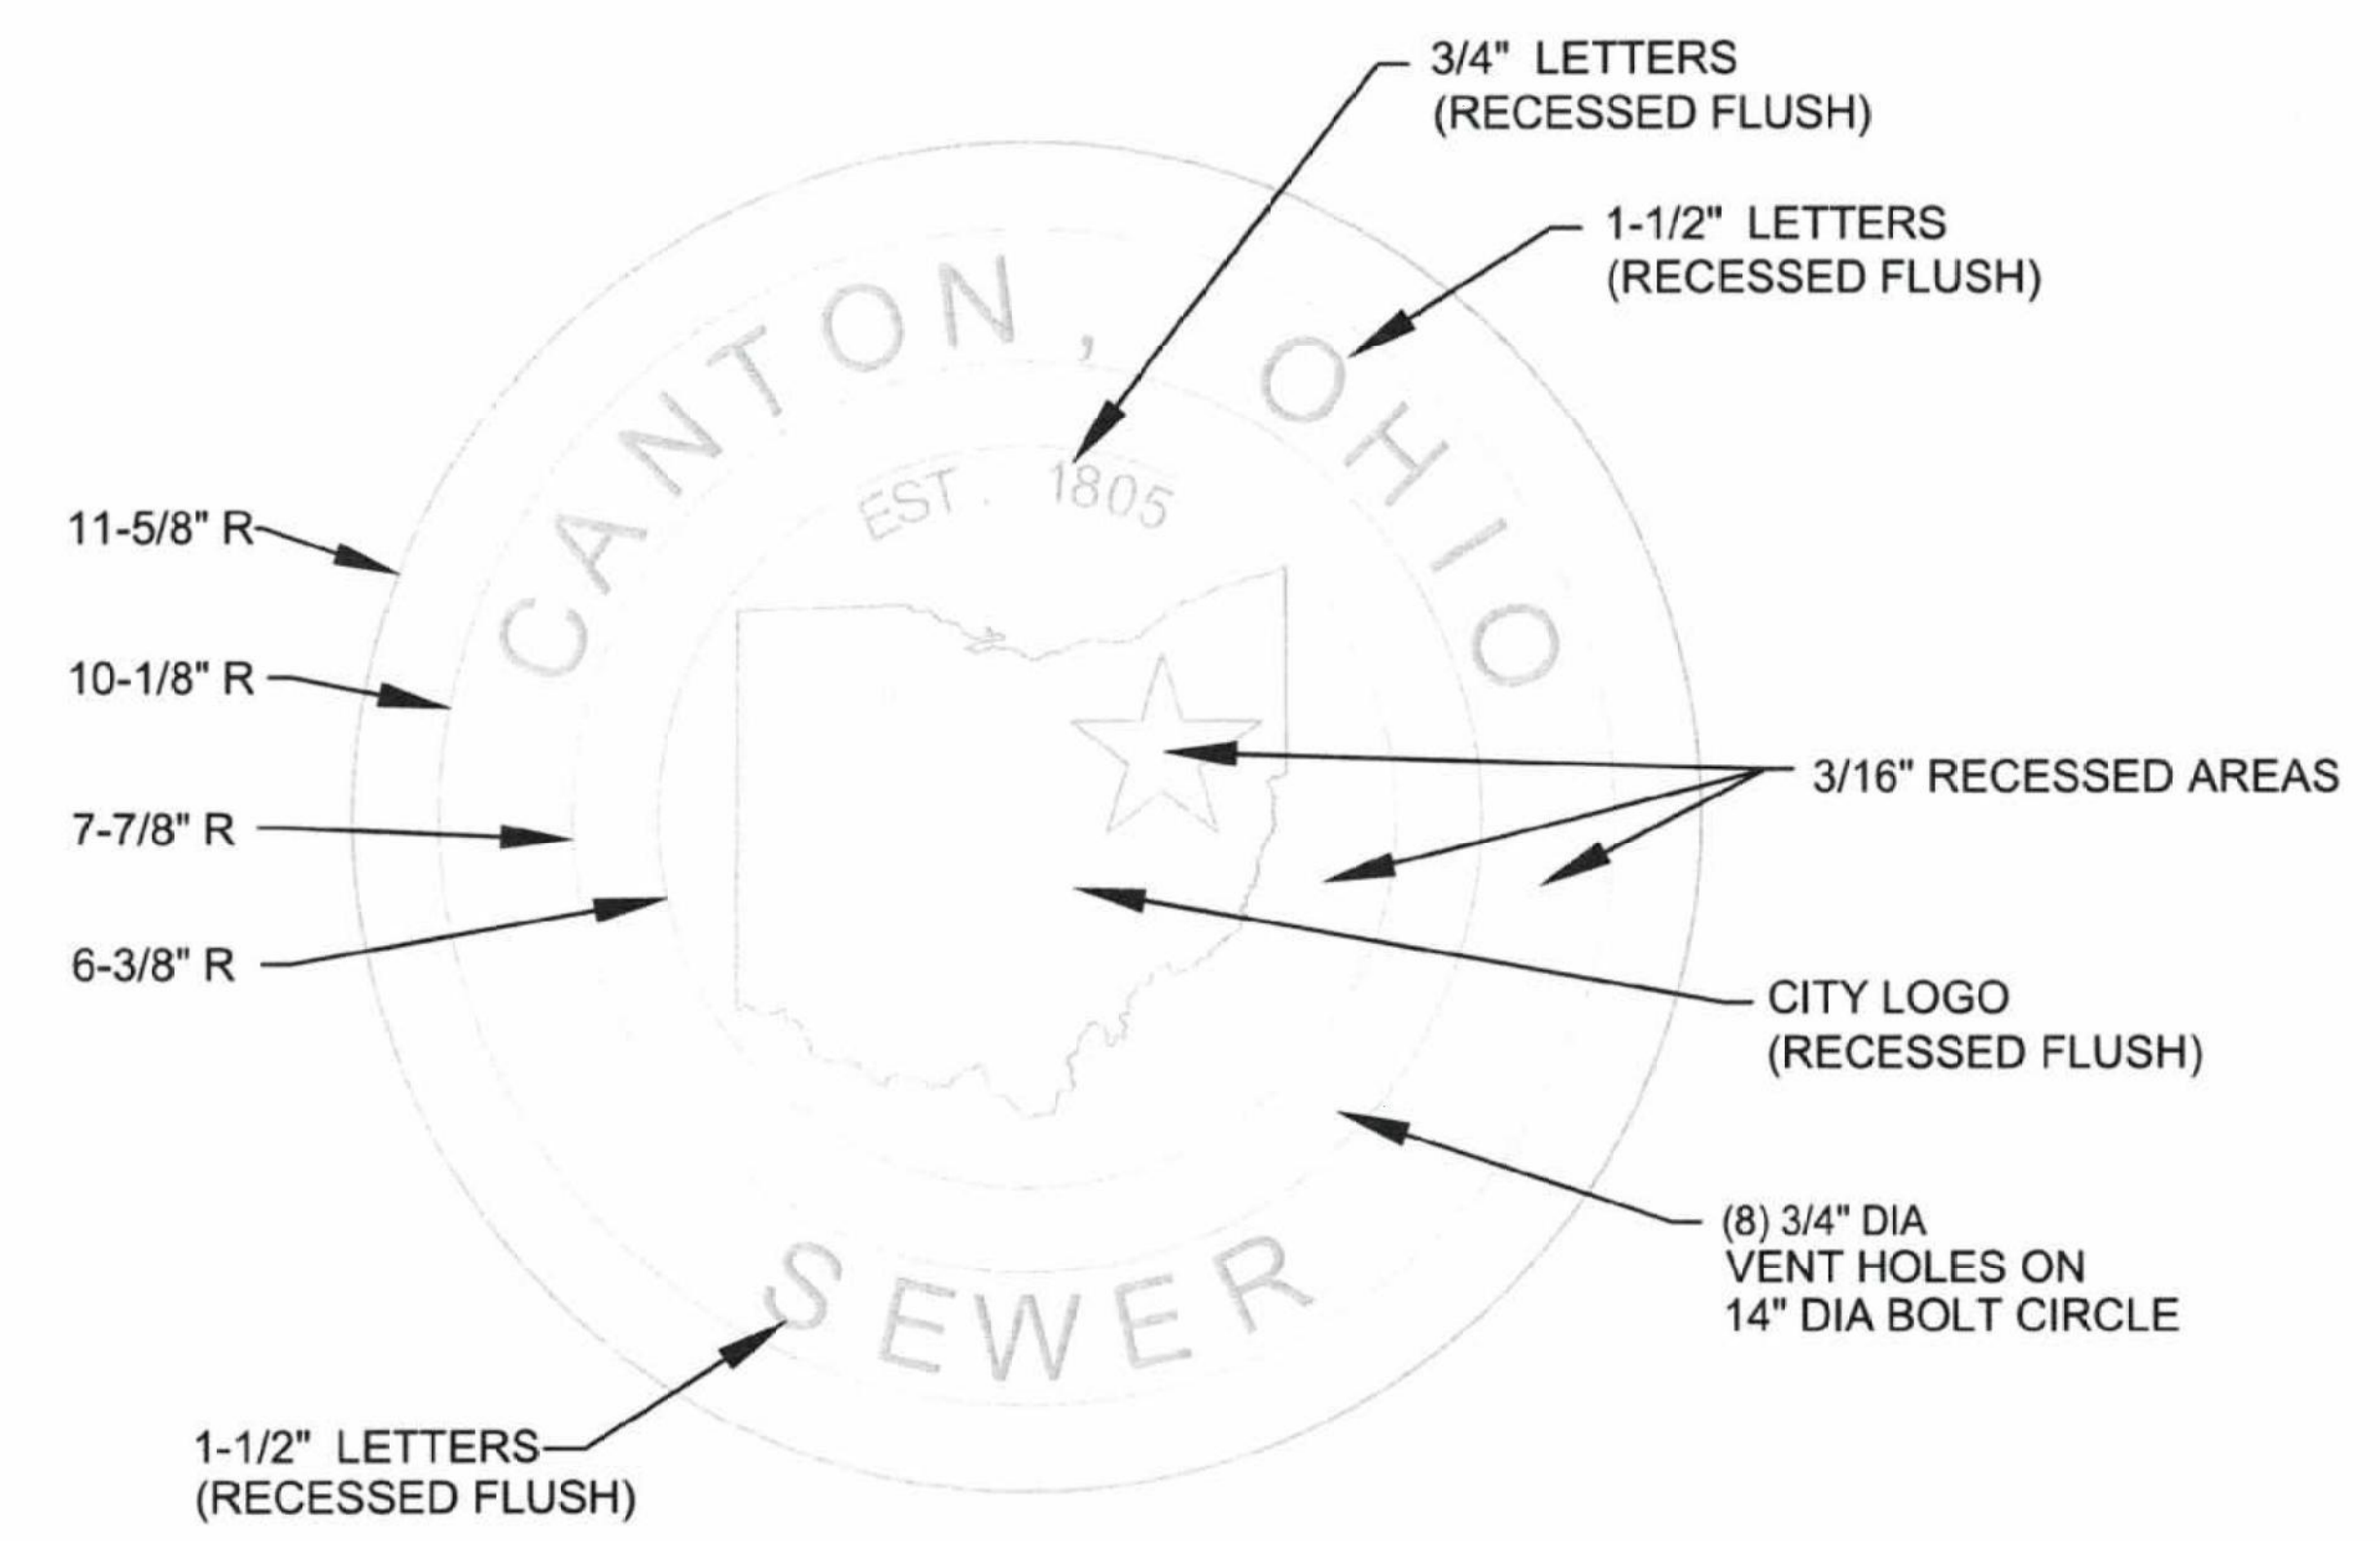 3/4" LETTERS
(RECESSED FLUSH)
1-1/2" LETTERS
(RECESSED FLUSH)
CANTON, OHIO
EST. 1805
11-5/8" R
10-1/8" R
7-7/8" R
6-3/8" R
3/16" RECESSED AREAS
CITY LOGO
(RECESSED FLUSH)
(8) 3/4" DIA
VENT HOLES ON
14" DIA BOLT CIRCLE
SEWER
1-1/2" LETTERS
(RECESSED FLUSH)